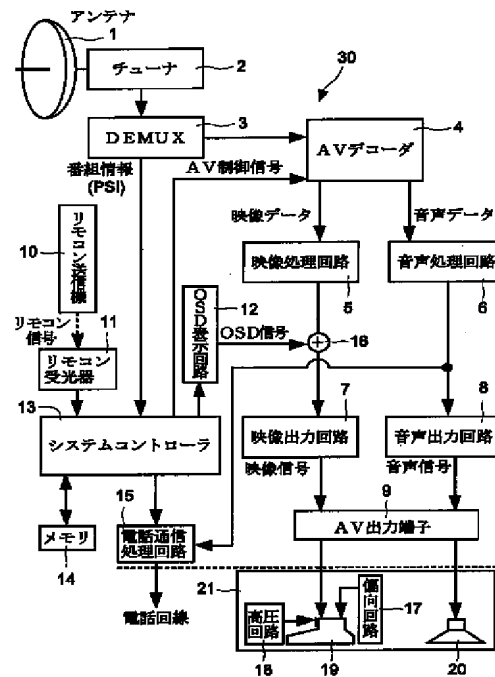 アンテナ
1
チューナ
2
30
DEMUX
3
AVデコーダ
4
番組情報
(PSI)
AV制御信号
映像データ
音声データ
10
リモコン送信機
映像処理回路
5
音声処理回路
6
12
OSD表示回路
OSD信号
16
リモコン
信号
11
リモコン
受光器
13
システムコントローラ
7
映像出力回路
8
音声出力回路
映像信号
音声信号
9
AV出力端子
15
電話通信
処理回路
メモリ
14
電話回線
21
高圧
回路
18
19
偏向回路
17
20